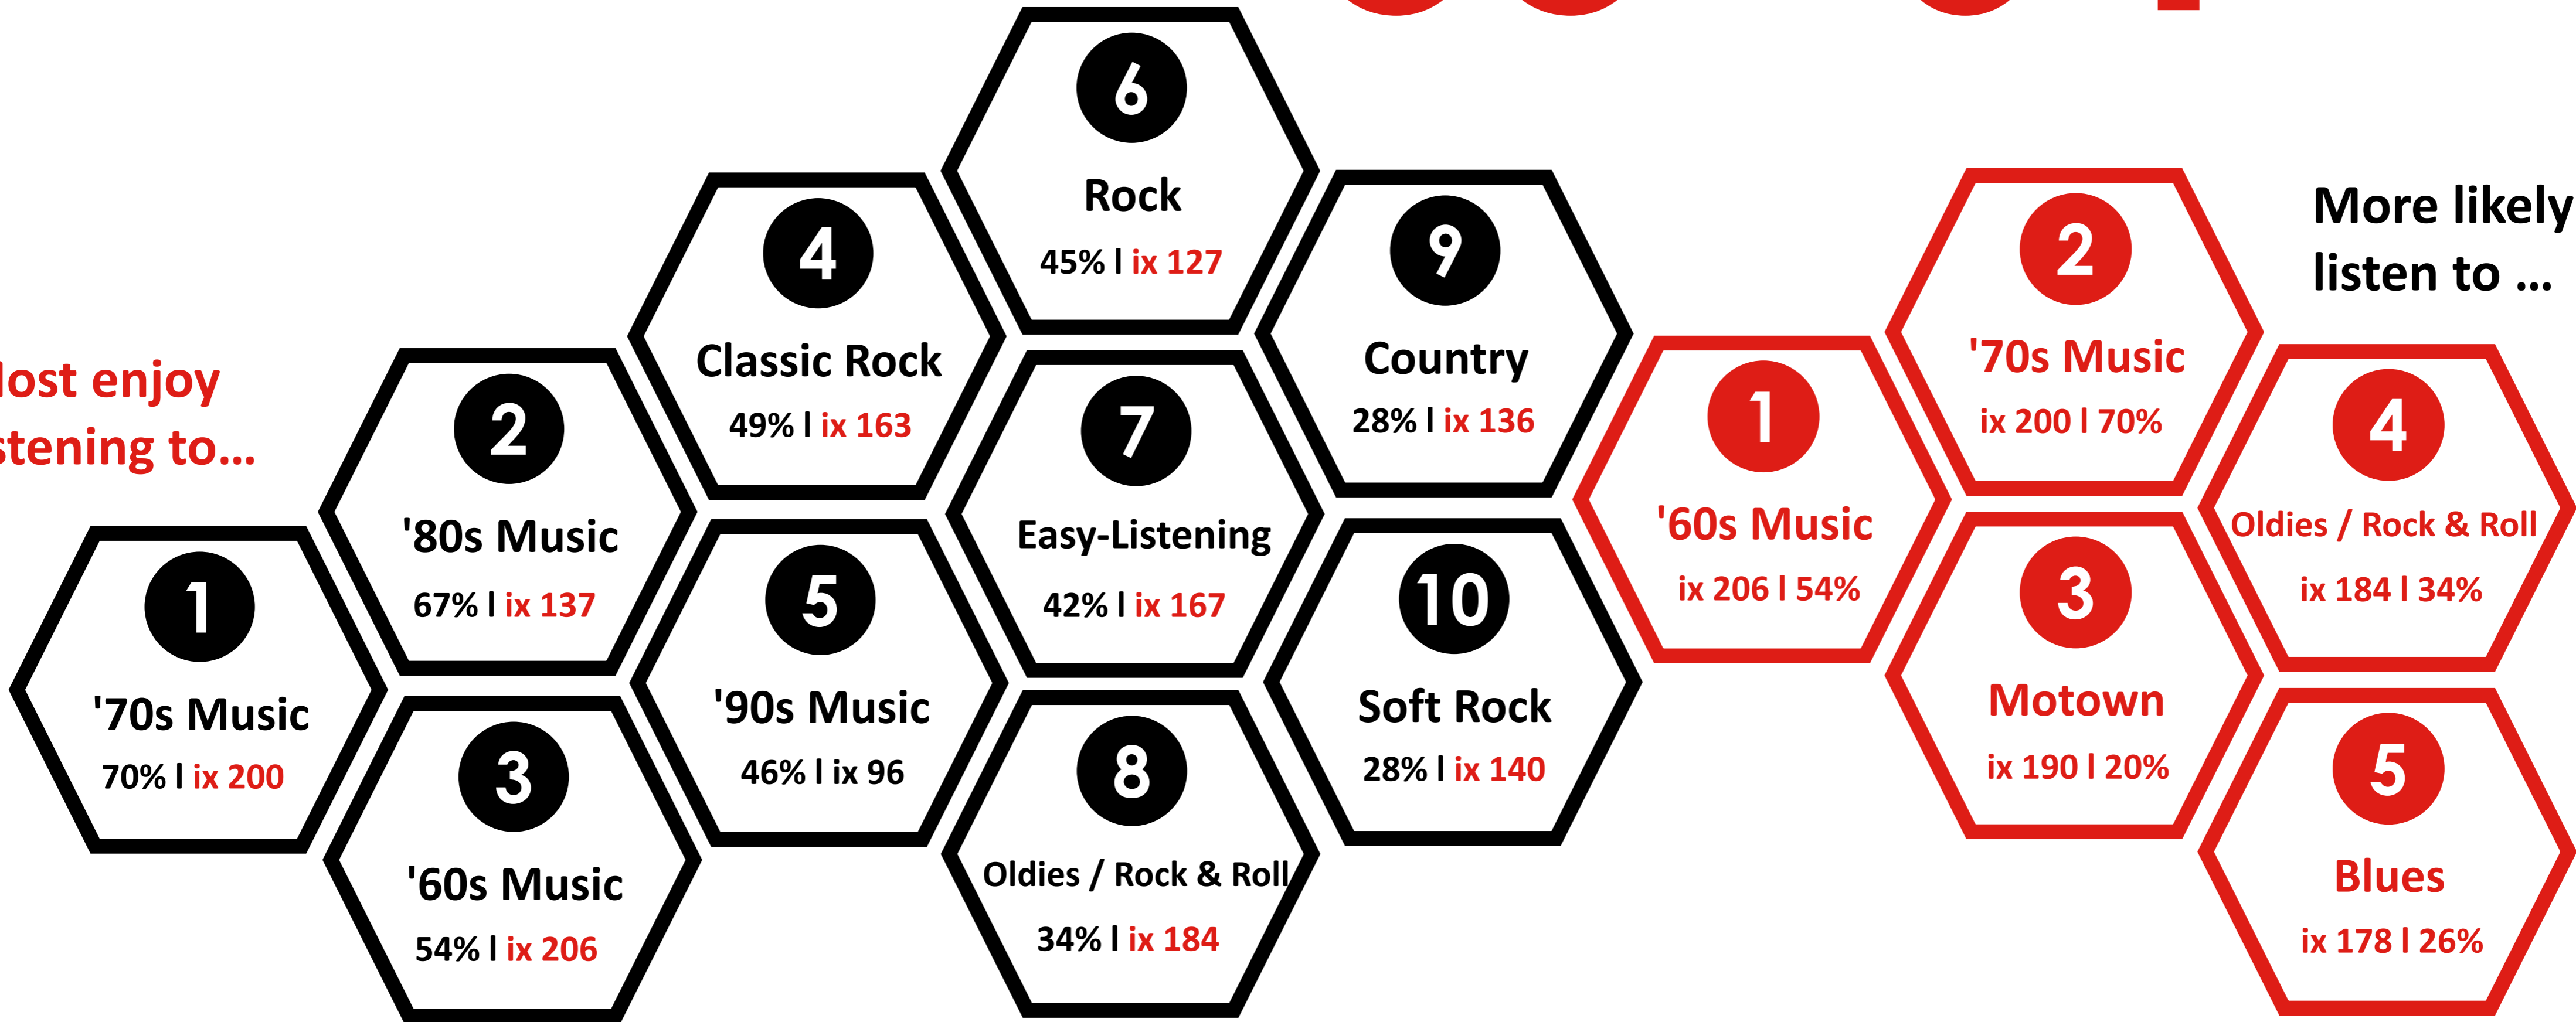 enjoy
to...
1
'70s Music
70% l ix 200
2
'80s Music
67% l ix 137
3
'60s Music
54% l ix 206
4
Classic Rock
49% l ix 163
5
'90s Music
46% l ix 96
6
Rock
45% l ix 127
7
Easy-Listening
42% l ix 167
8
Oldies / Rock & Roll
34% l ix 184
9
Country
28% l ix 136
10
Soft Rock
28% l ix 140
More likely
listen to ...
1
'60s Music
ix 206 l 54%
2
'70s Music
ix 200 l 70%
3
Motown
ix 190 l 20%
4
Oldies / Rock & Roll
ix 184 l 34%
5
Blues
ix 178 l 26%